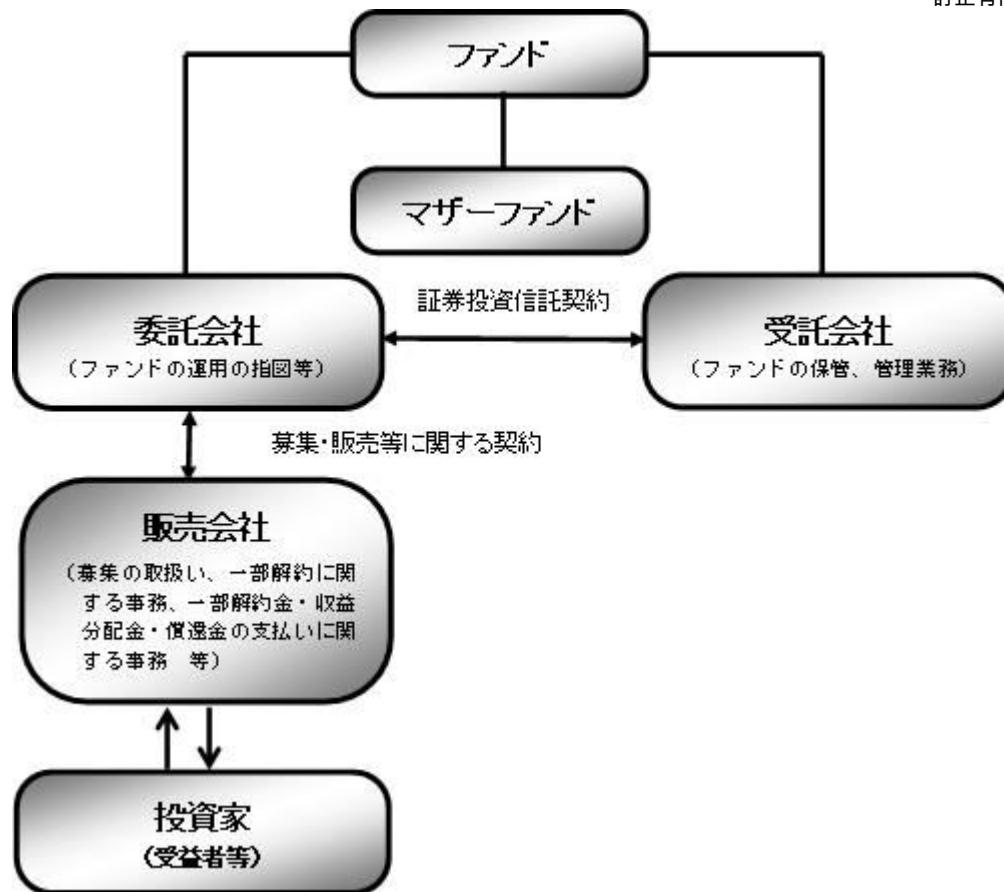 ファンド
マザーファンド
証券投資信託契約
委託会社
(ファンドの運用の指図等)
受託会社
(ファンドの保管、管理業務)
募集・販売等に関する契約
販売会社
(募集の取扱い、一部解約に関
する事務、一部解約金・収益
分配金・償還金の支払いに関
する事務 等)
投資家
(受益者等)